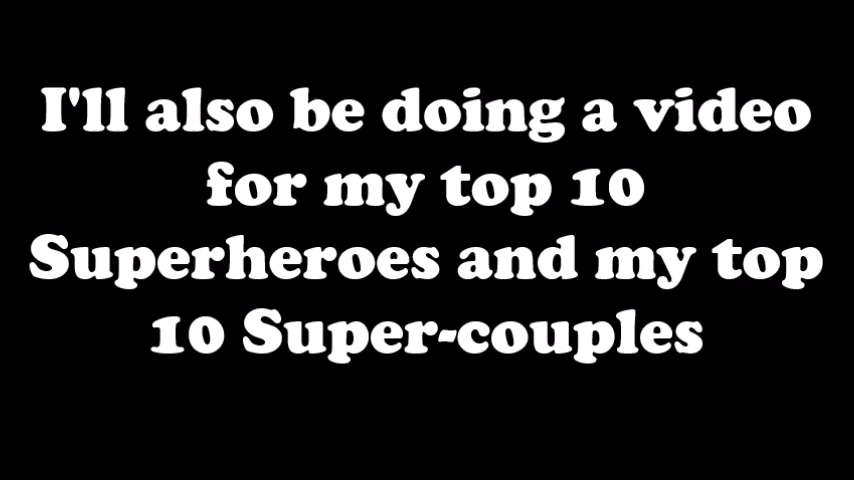 I'll also be doing a video
for my top 10
Superheroes and my top
10 Super-couples